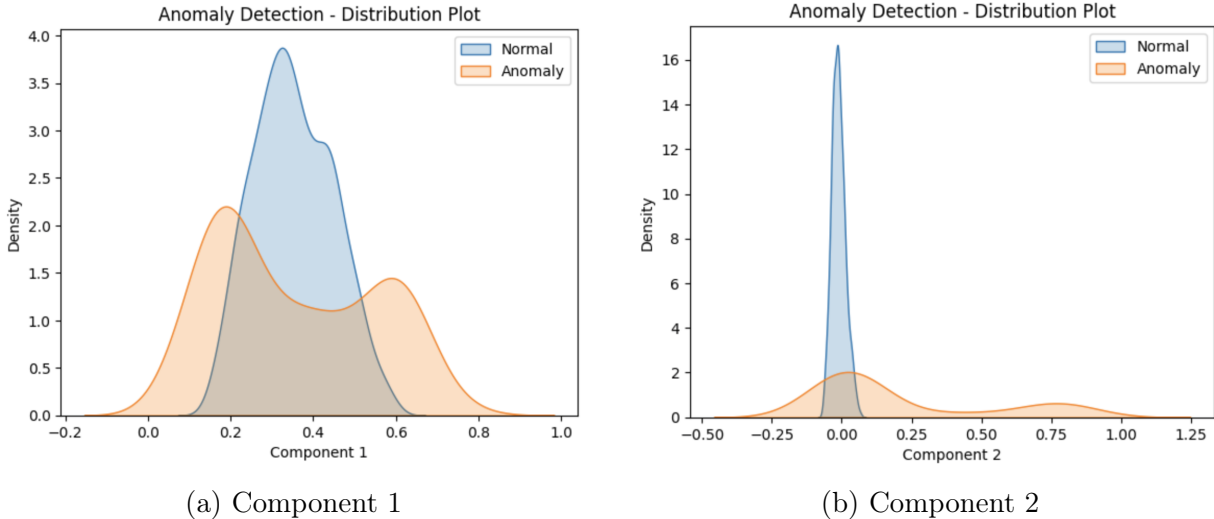 Anomaly Detection - Distribution Plot
4.0
3.5
3.0
2.5
2.0
1.5
1.0
0.5
0.0
Density
−0.2 0.0 0.2 0.4 0.6 0.8 1.0
Component 1
Normal
Anomaly
(a) Component 1
Anomaly Detection - Distribution Plot
16
14
12
10
8
6
4
2
0
Density
−0.50 −0.25 0.00 0.25 0.50 0.75 1.00 1.25
Component 2
Normal
Anomaly
(b) Component 2